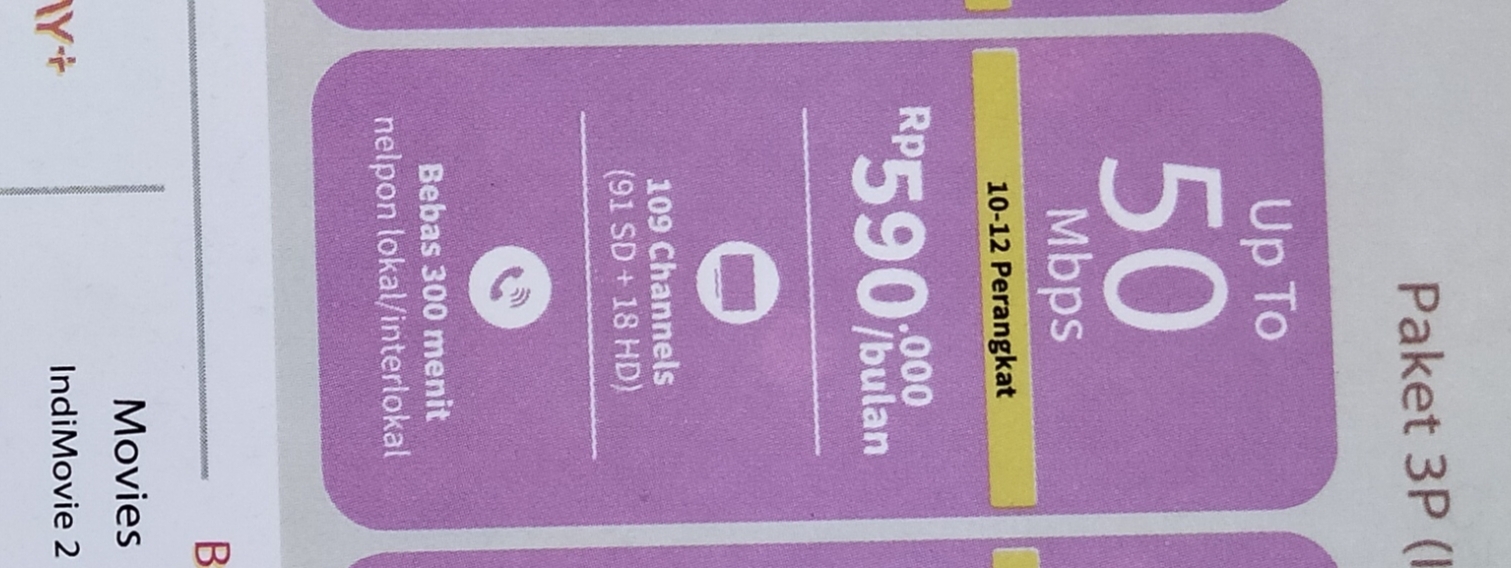 Paket 3P
Up To
50
Mbps
10-12 Perangkat
Rp590.000
/bulan
109 Channels
(91 SD + 18 HD)
Bebas 300 menit
nelpon lokal/interlokal
Movies
IndiMovie 2